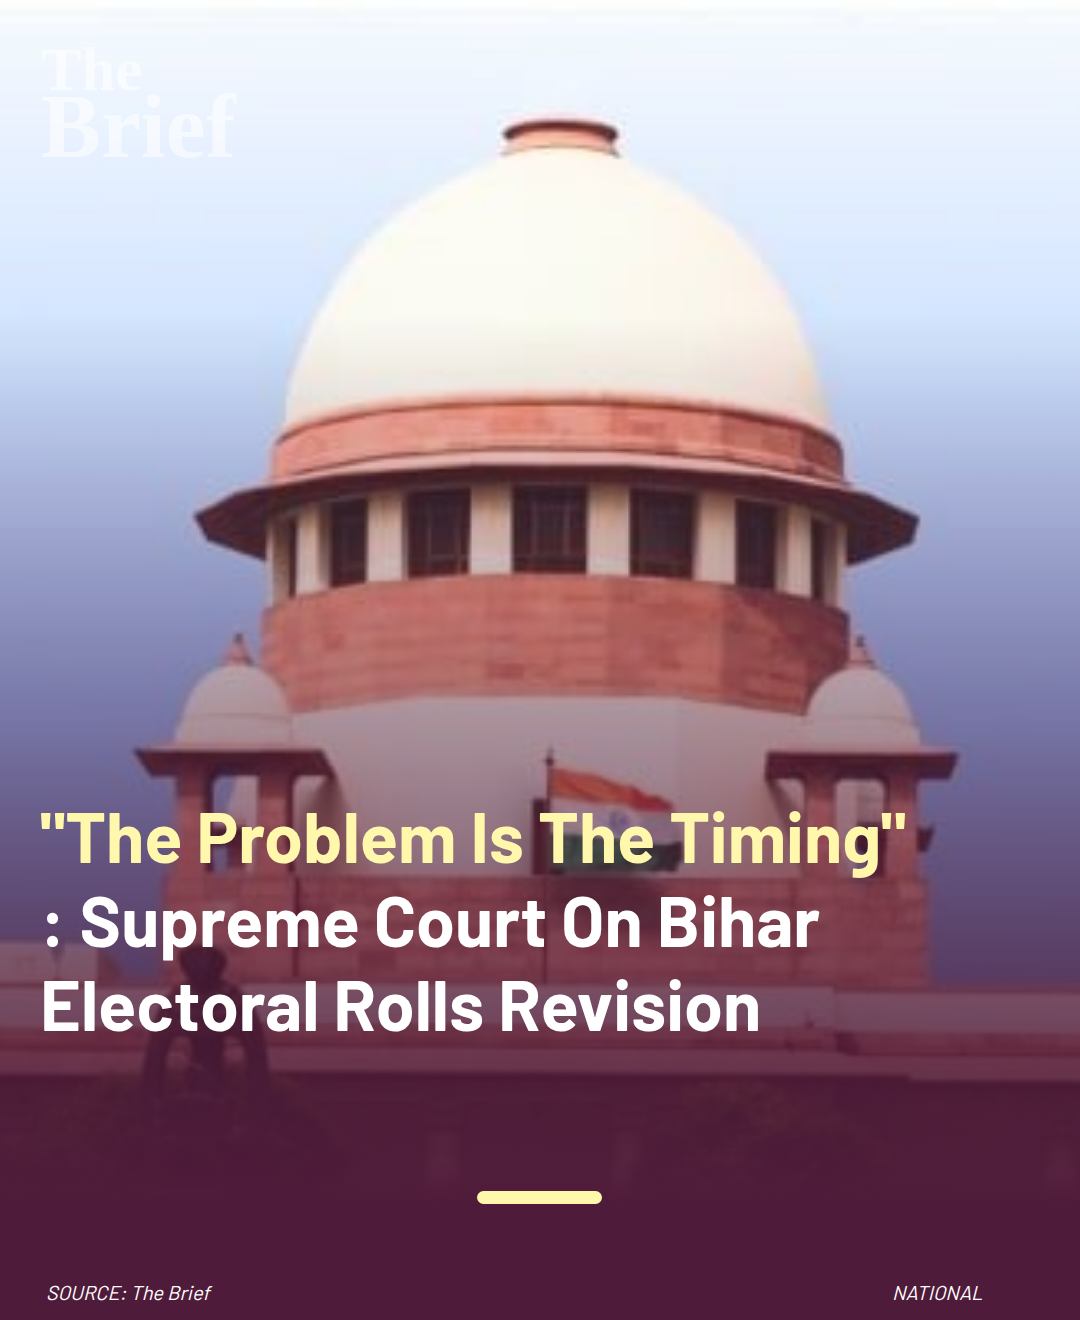 The
Brief
"The Problem Is The Timing"
: Supreme Court On Bihar
Electoral Rolls Revision
SOURCE: The Brief
NATIONAL